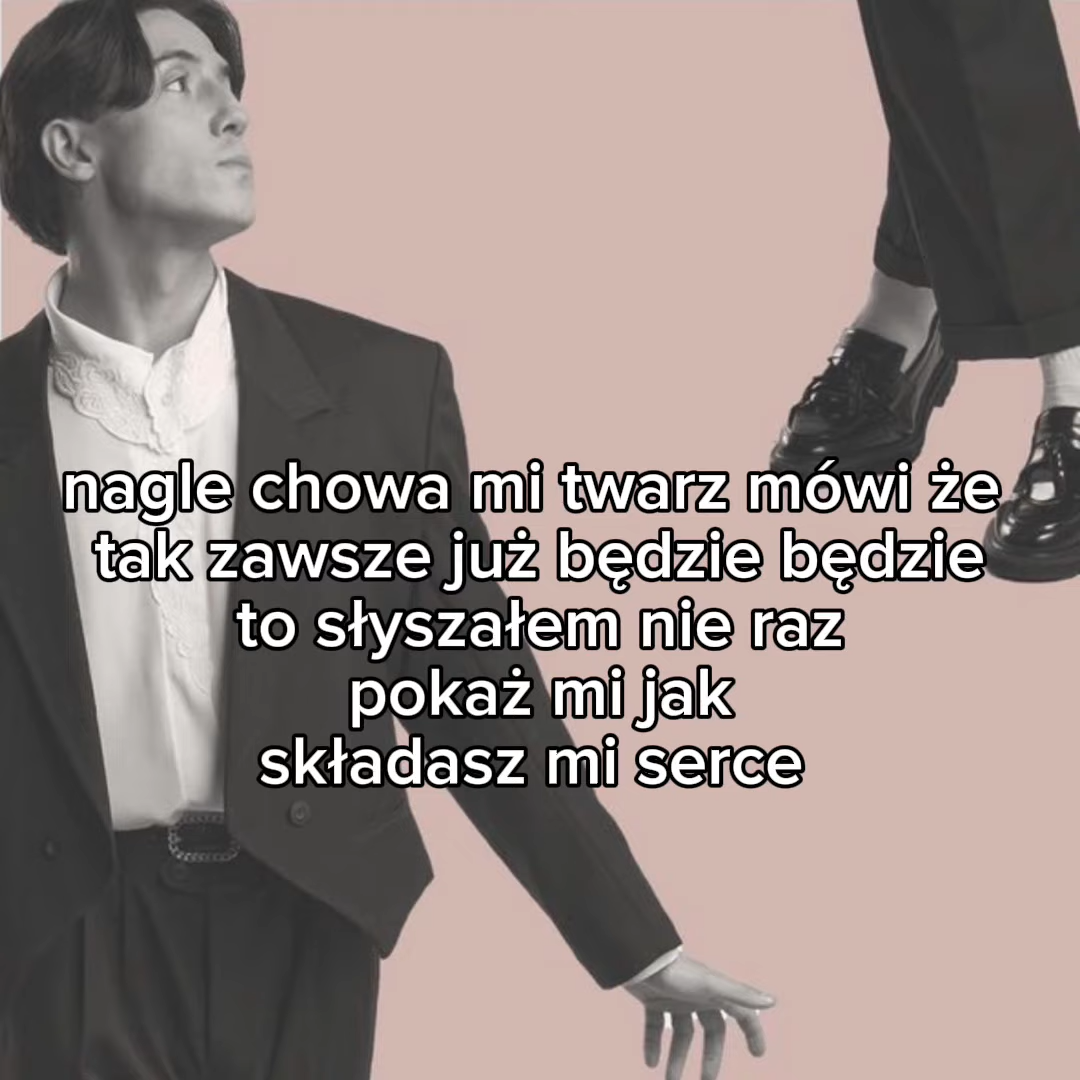 nagle chowa mi twarz mówi że
tak zawsze już będzie będzie
to słyszałem nie raz
pokaż mi jak
składasz mi serce